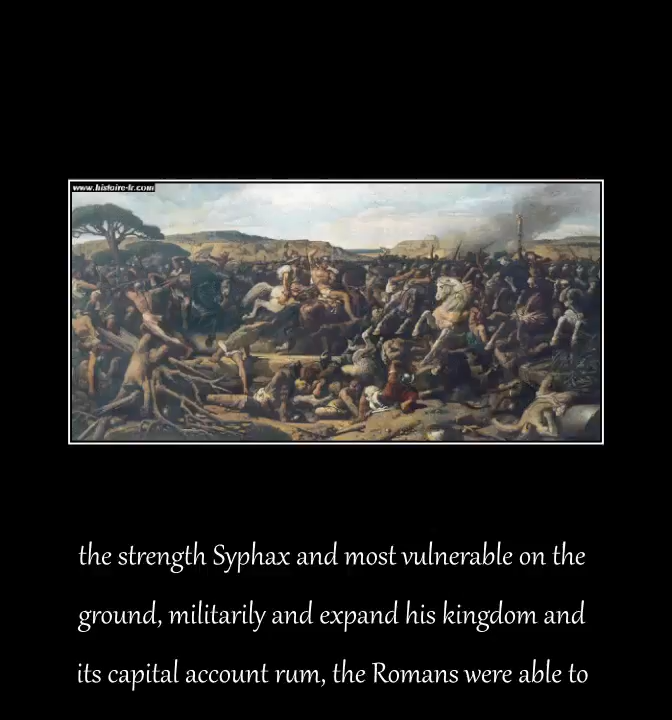 www.histoire-fr.com
the strength Syphax and most vulnerable on the
ground, militarily and expand his kingdom and
its capital account rum, the Romans were able to